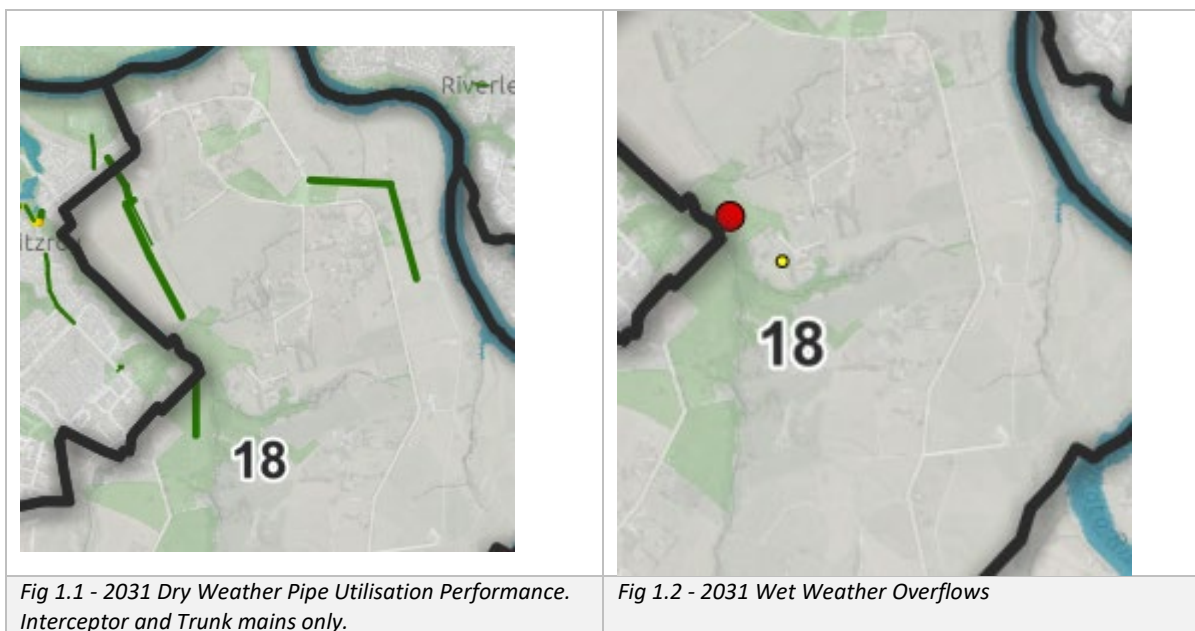 Riverle
itzro
18
18
Fig 1.1 - 2031 Dry Weather Pipe Utilisation Performance.
Interceptor and Trunk mains only.
Fig 1.2 - 2031 Wet Weather Overflows